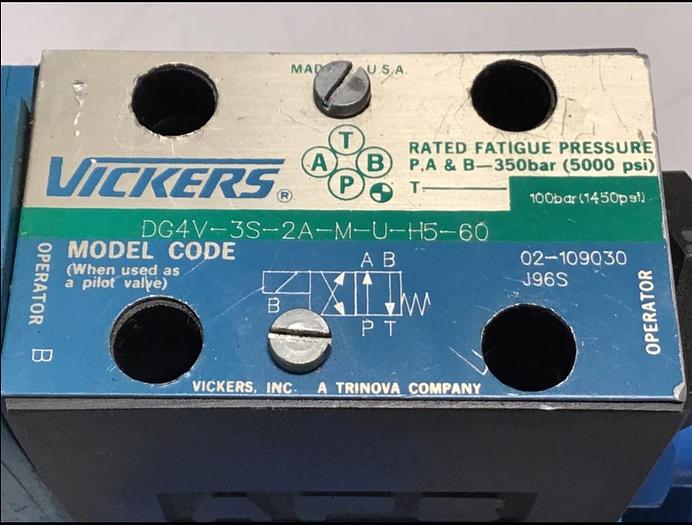 MADE U.S.A.
T
A B
P
VICKERS®
RATED FATIGUE PRESSURE
P,A & B—350bar (5000 psi)
T
100bar(1450psi)
DG4V-3S-2A-M-U-H5-60
MODEL CODE
(When used as
a pilot valve)
OPERATOR B
A B
B
P T
02-109030
J96S
OPERATOR
VICKERS, INC. A TRINOVA COMPANY